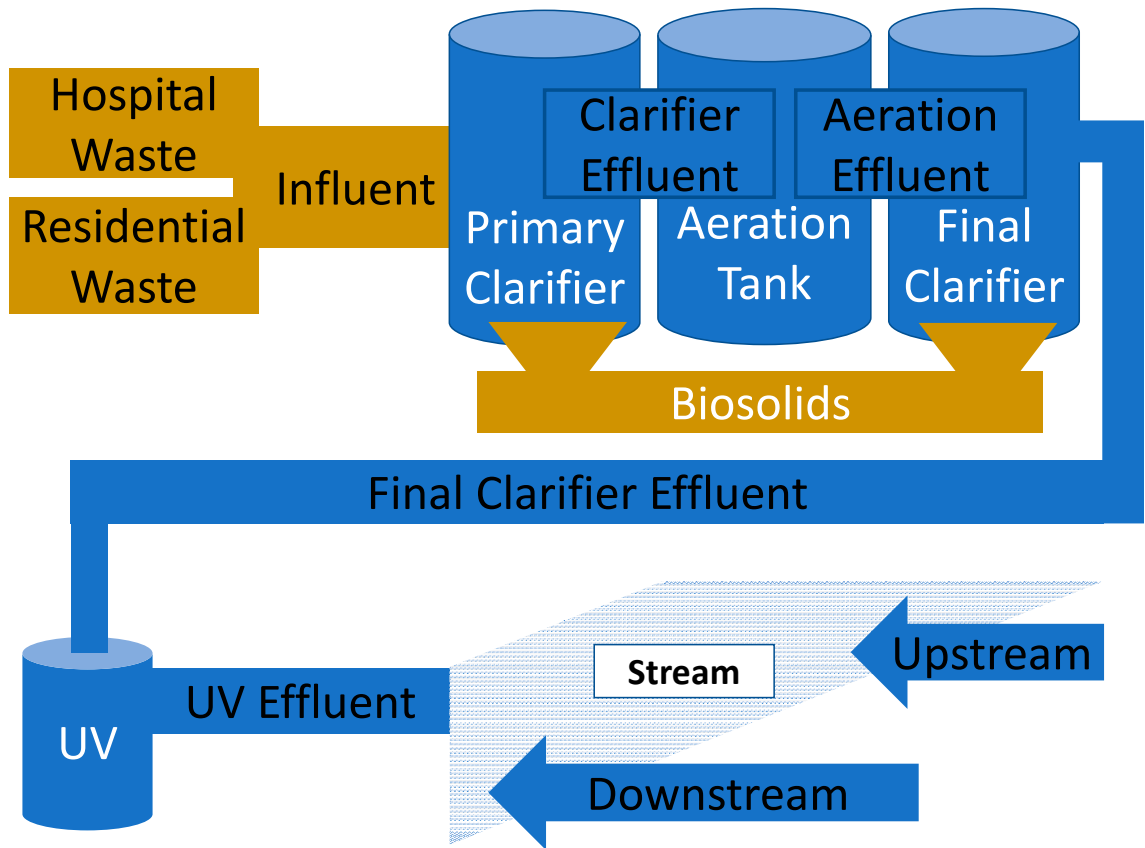 Hospital
Waste
Residential
Waste
Influent
Clarifier
Effluent
Aeration
Effluent
Primary
Clarifier
Aeration
Tank
Final
Clarifier
Biosolids
Final Clarifier Effluent
UV
UV Effluent
Stream
Upstream
Downstream